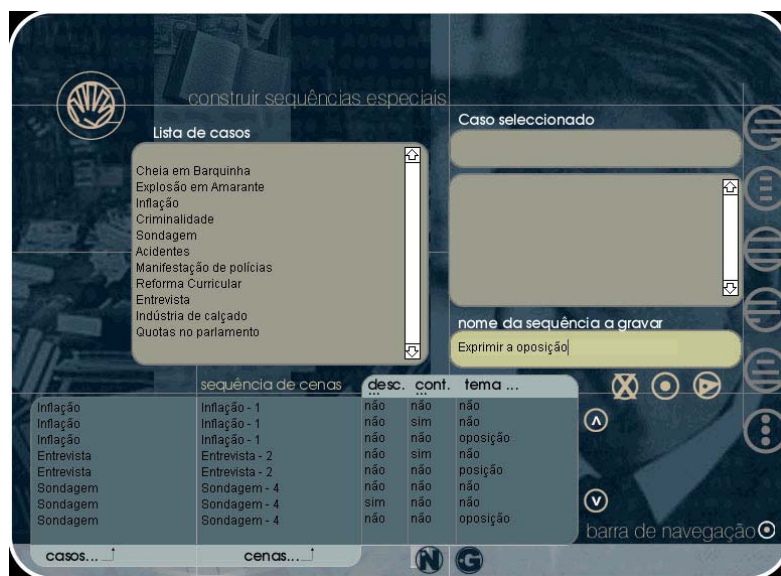 construir sequências especiais
Lista de casos
Cheia em Barquinha
Explosão em Amarante
Inflação
Criminalidade
Sondagem
Acidentes
Manifestação de polícias
Reforma Curricular
Entrevista
Indústria de calçado
Quotas no parlamento
Caso seleccionado
nome da sequência a gravar
Exprimir a oposição
sequência de cenas desc. cont. tema ...
... ...
Inflação Inflação - 1 não não não
Inflação Inflação - 1 não sim não
Inflação Inflação - 1 não não oposição
Entrevista Entrevista - 2 não sim não
Entrevista Entrevista - 2 não não posição
Sondagem Sondagem - 4 não não não
Sondagem Sondagem - 4 sim não não
Sondagem Sondagem - 4 não não oposição
barra de navegação
casos... cenas... N G